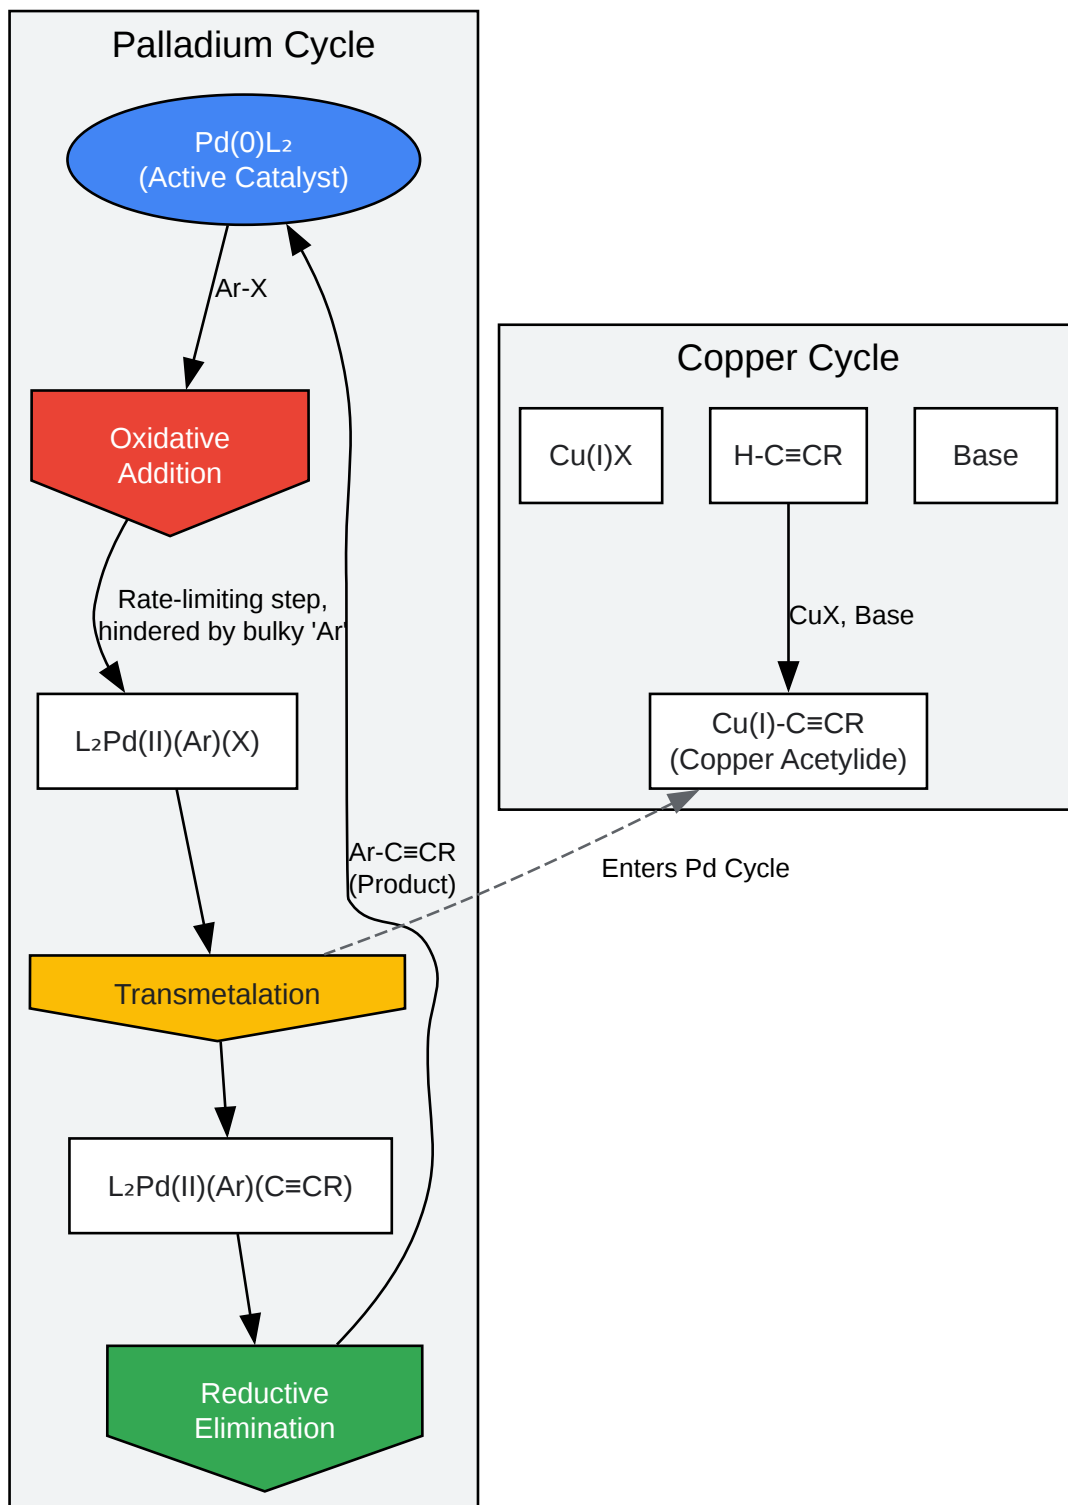 Palladium Cycle
Pd(0)L₂
(Active Catalyst)
Ar-X
Oxidative
Addition
Rate-limiting step,
hindered by bulky 'Ar'
L₂Pd(II)(Ar)(X)
Ar-C≡CR
(Product)
Transmetalation
L₂Pd(II)(Ar)(C≡CR)
Reductive
Elimination
Copper Cycle
Cu(I)X
H-C≡CR
Base
CuX, Base
Cu(I)-C≡CR
(Copper Acetylide)
Enters Pd Cycle